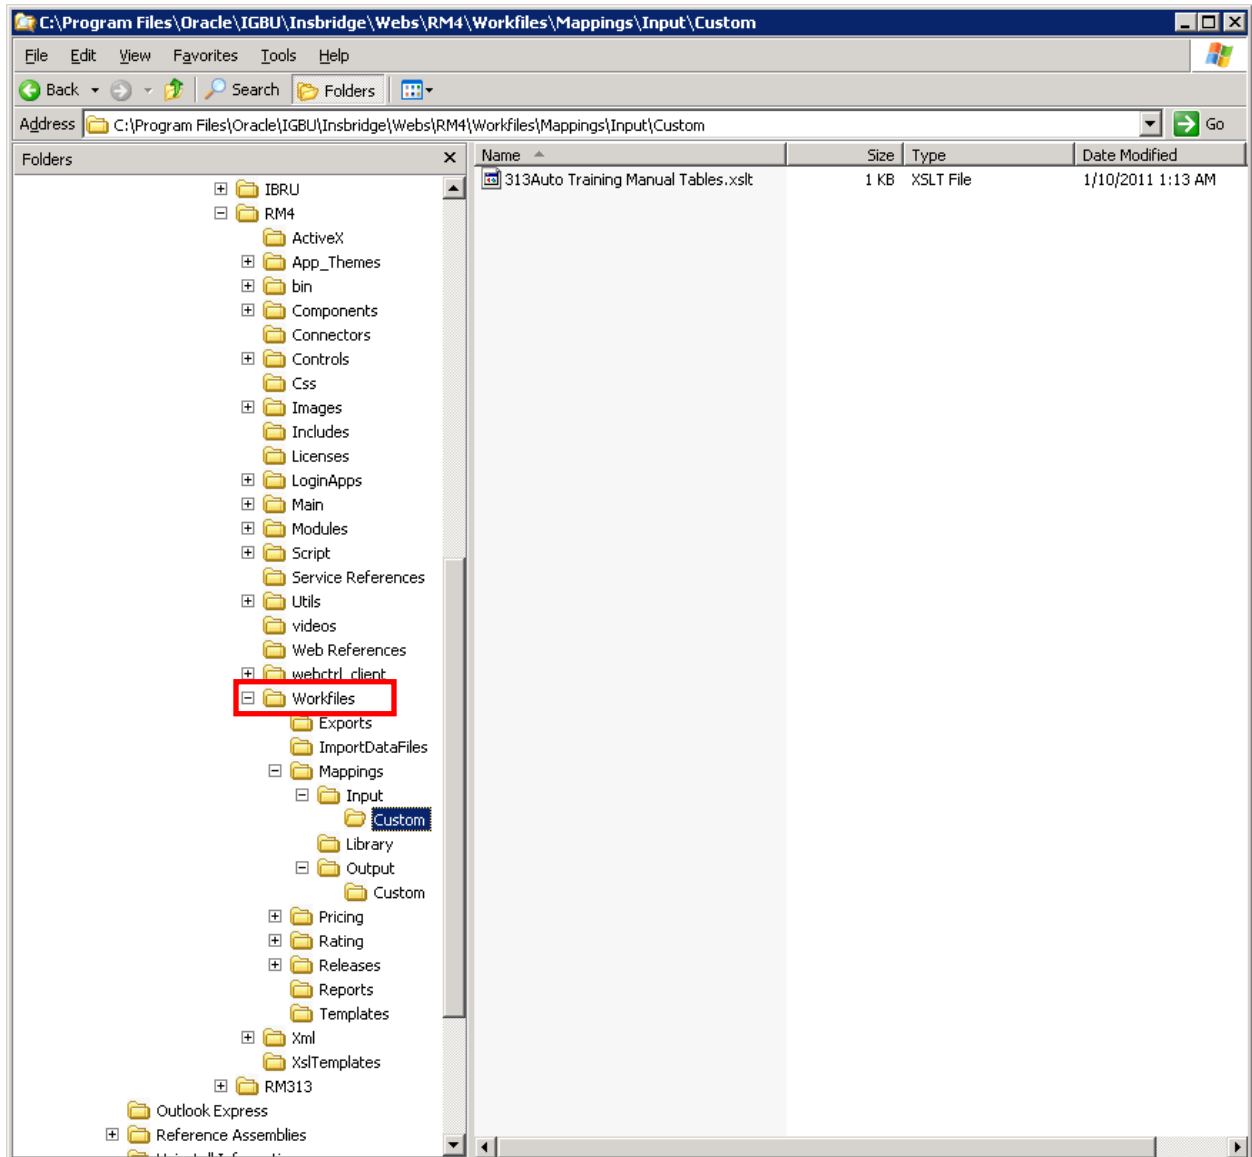 C:\Program Files\Oracle\IGBU\Insbridge\Webs\RM4\Workfiles\Mappings\Input\Custom
File Edit View Favorites Tools Help
Back Search Folders
Address C:\Program Files\Oracle\IGBU\Insbridge\Webs\RM4\Workfiles\Mappings\Input\Custom Go
Folders x Name Size Type Date Modified
313Auto Training Manual Tables.xslt 1 KB XSLT File 1/10/2011 1:13 AM
IBRU
RM4
ActiveX
App_Themes
bin
Components
Connectors
Controls
Css
Images
Includes
Licenses
LoginApps
Main
Modules
Script
Service References
Utils
videos
Web References
webctrl_client
Workfiles
Exports
ImportDataFiles
Mappings
Input
Custom
Library
Output
Custom
Pricing
Rating
Releases
Reports
Templates
Xml
XslTemplates
RM313
Outlook Express
Reference Assemblies